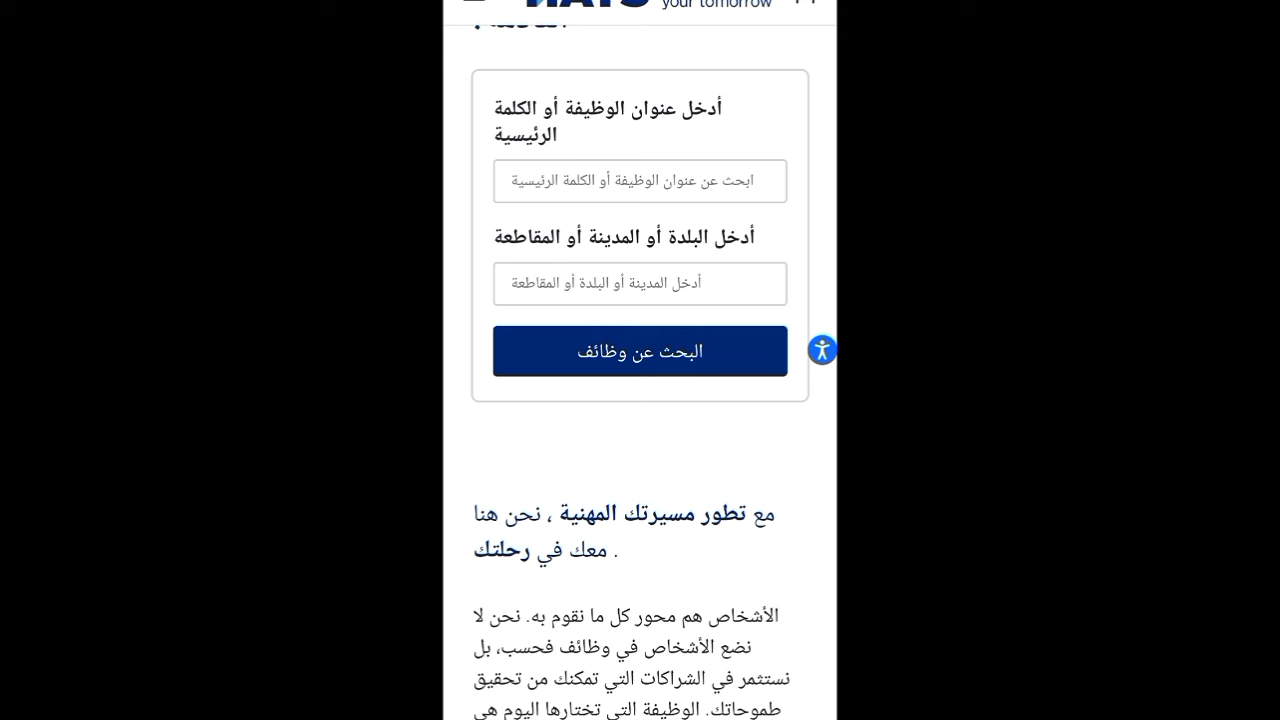 HAYS your tomorrow
أدخل عنوان الوظيفة أو الكلمة
الرئيسية
ابحث عن عنوان الوظيفة أو الكلمة الرئيسية
أدخل البلدة أو المدينة أو المقاطعة
أدخل المدينة أو البلدة أو المقاطعة
البحث عن وظائف
مع تطور مسيرتك المهنية ، نحن هنا
معك في رحلتك .
الأشخاص هم محور كل ما نقوم به. نحن لا
نضع الأشخاص في وظائف فحسب، بل
نستثمر في الشراكات التي تمكنك من تحقيق
طموحاتك. الوظيفة التي تختارها اليوم هي